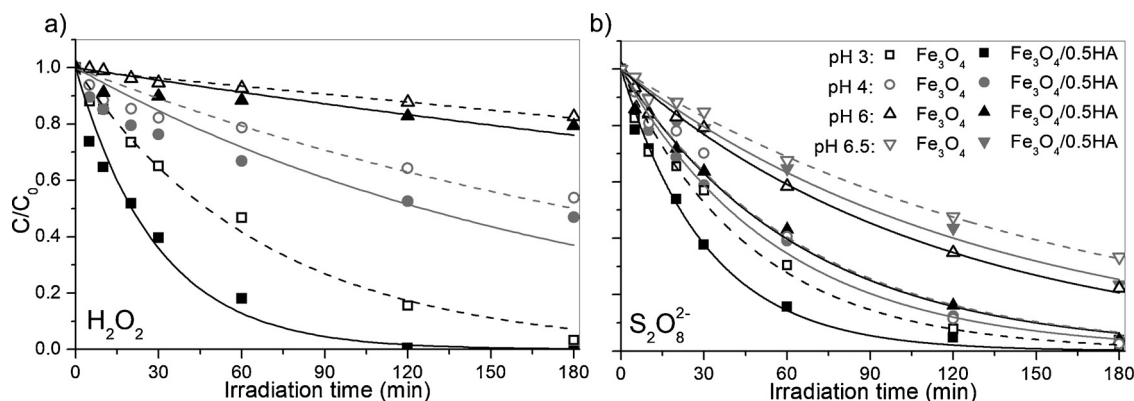 a)
C/C0
1.0
0.8
0.6
0.4
0.2
0.0
H2O2
0 30 60 90 120 150 180
Irradiation time (min)
b)
pH 3: Fe3O4 Fe3O4/0.5HA
pH 4: Fe3O4 Fe3O4/0.5HA
pH 6: Fe3O4 Fe3O4/0.5HA
pH 6.5: Fe3O4 Fe3O4/0.5HA
S2O8 2-
0 30 60 90 120 150 180
Irradiation time (min)